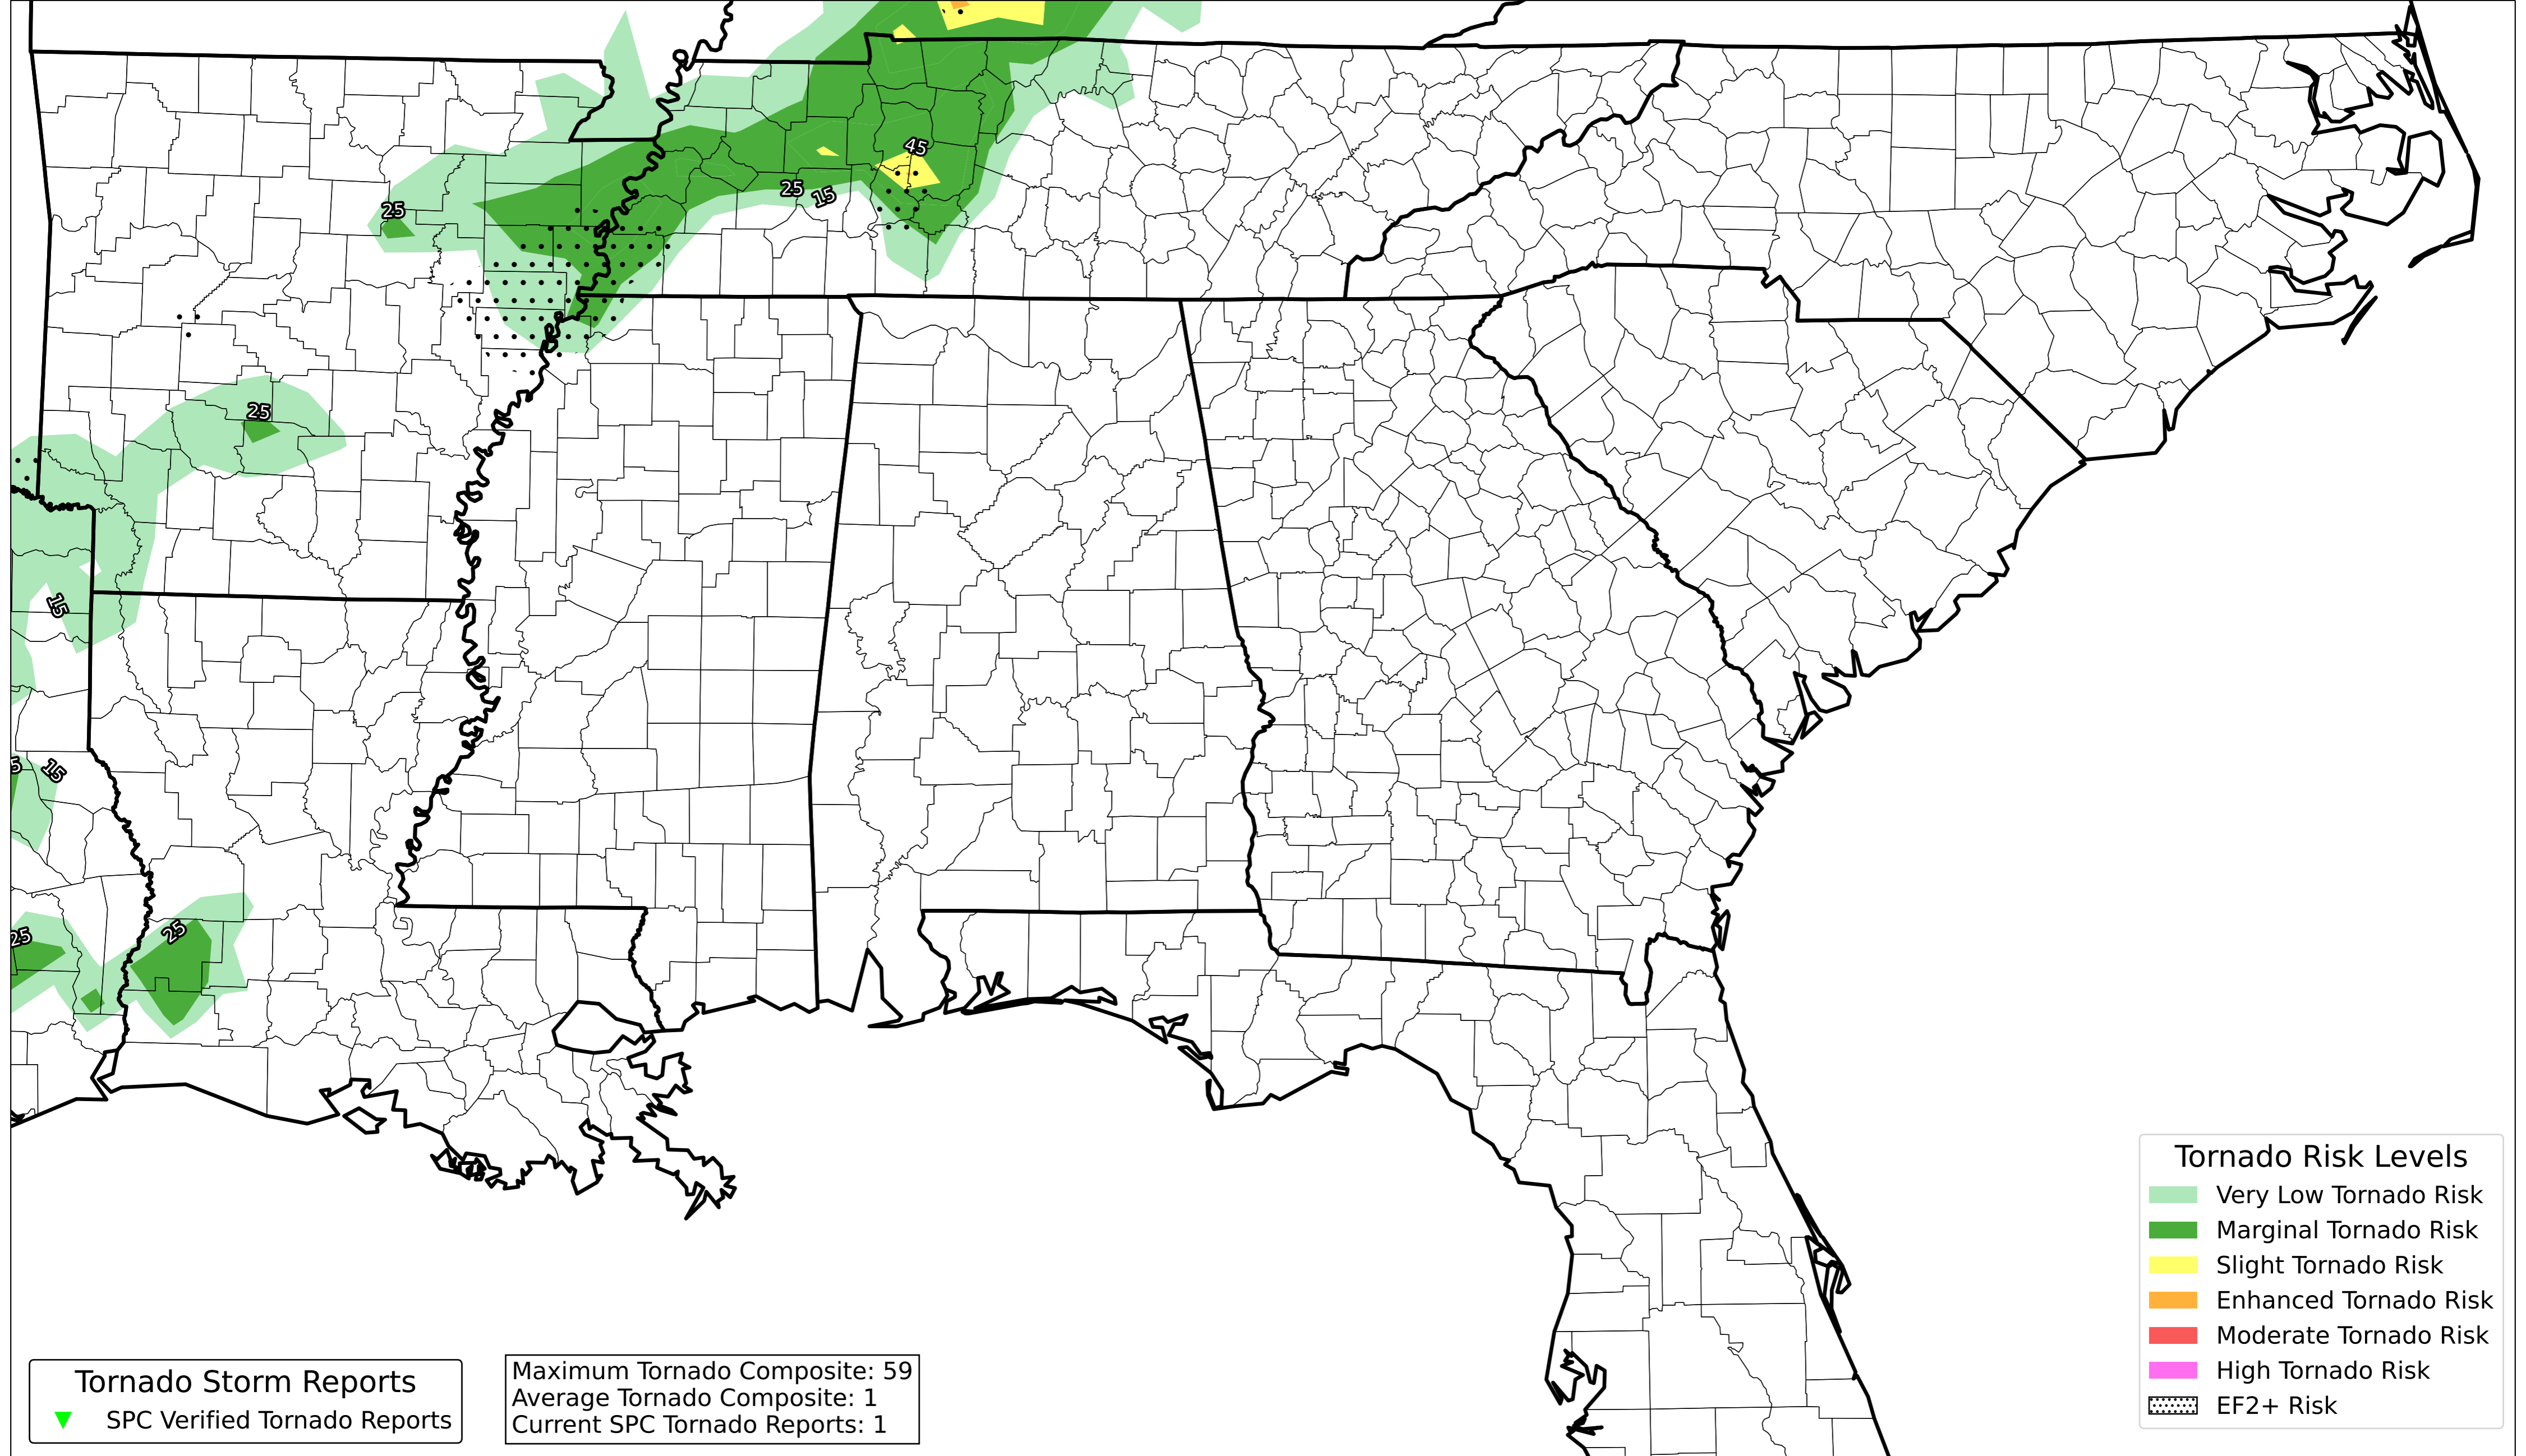 45
25
15
25
25
15
15
25
25
Tornado Risk Levels
Very Low Tornado Risk
Marginal Tornado Risk
Slight Tornado Risk
Enhanced Tornado Risk
Moderate Tornado Risk
High Tornado Risk
EF2+ Risk
Tornado Storm Reports
SPC Verified Tornado Reports
Maximum Tornado Composite: 59
Average Tornado Composite: 1
Current SPC Tornado Reports: 1